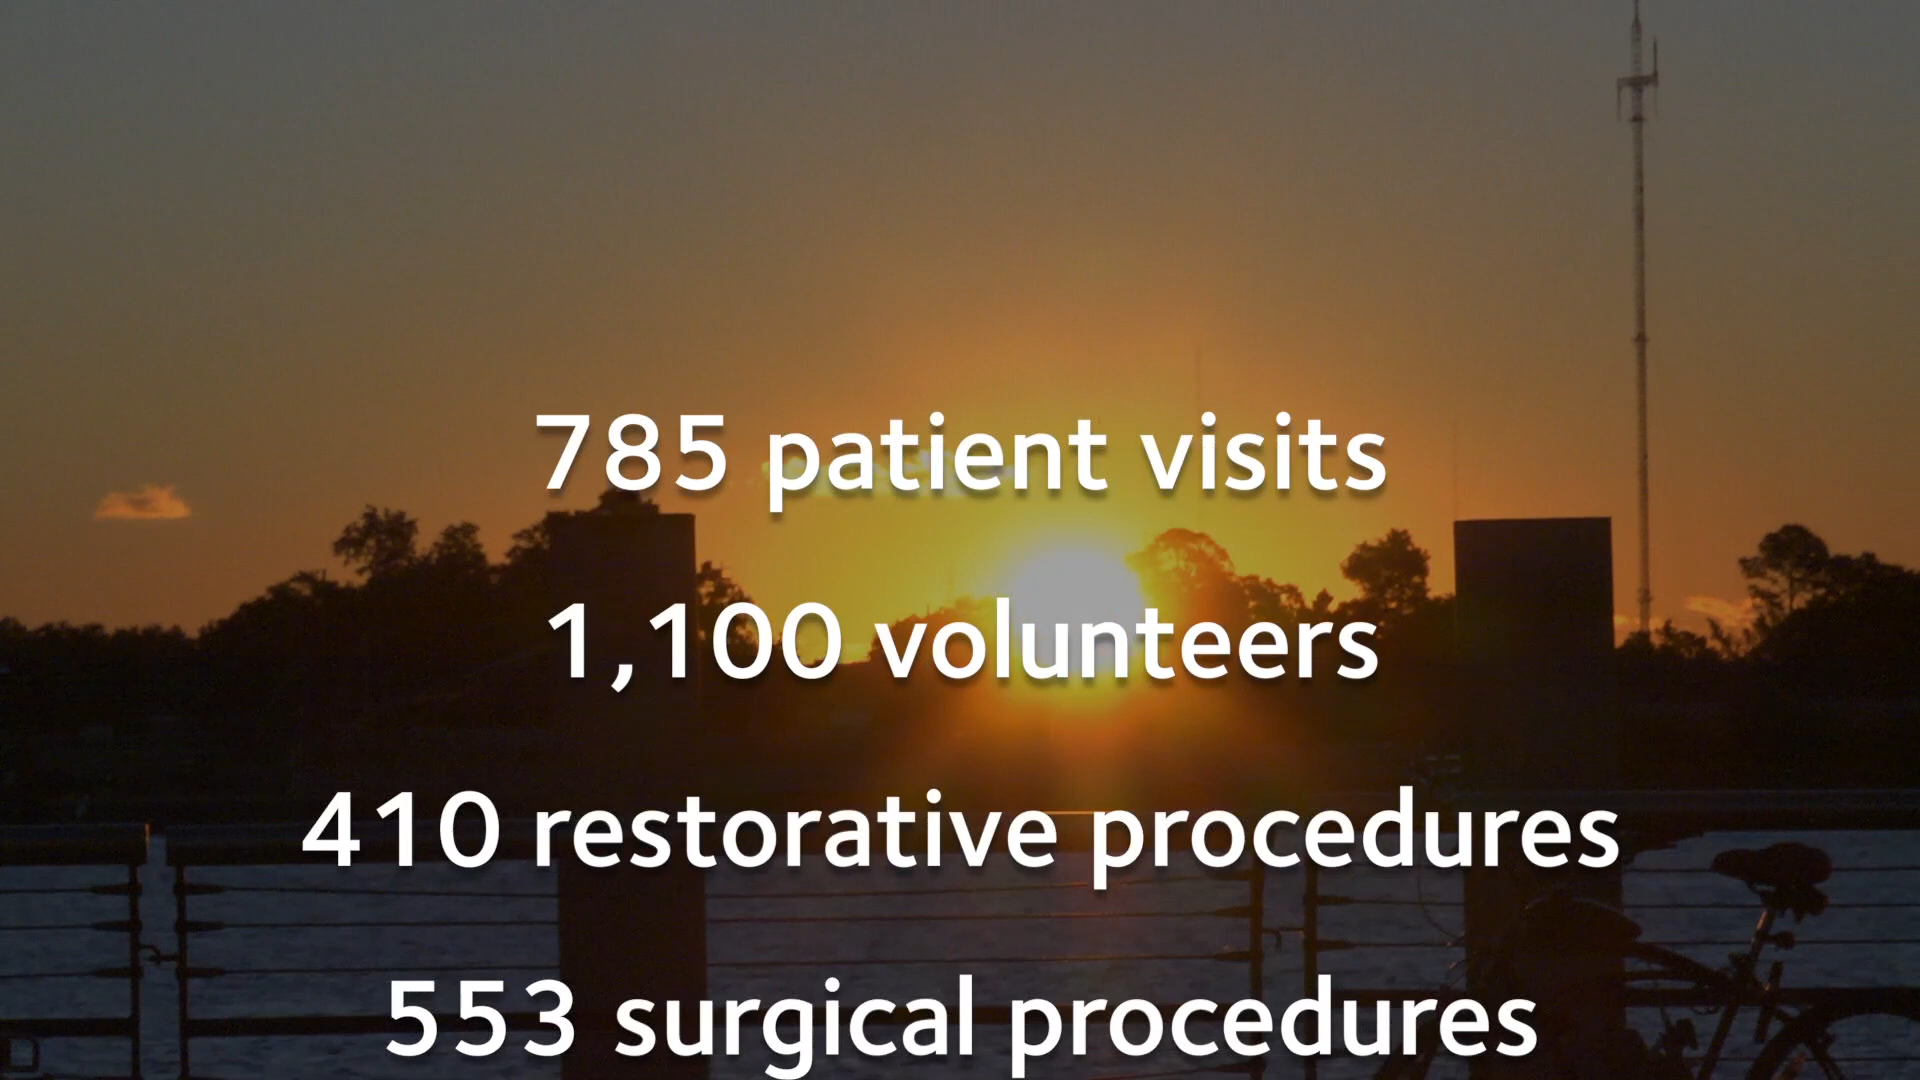 785 patient visits
1,100 volunteers
410 restorative procedures
553 surgical procedures